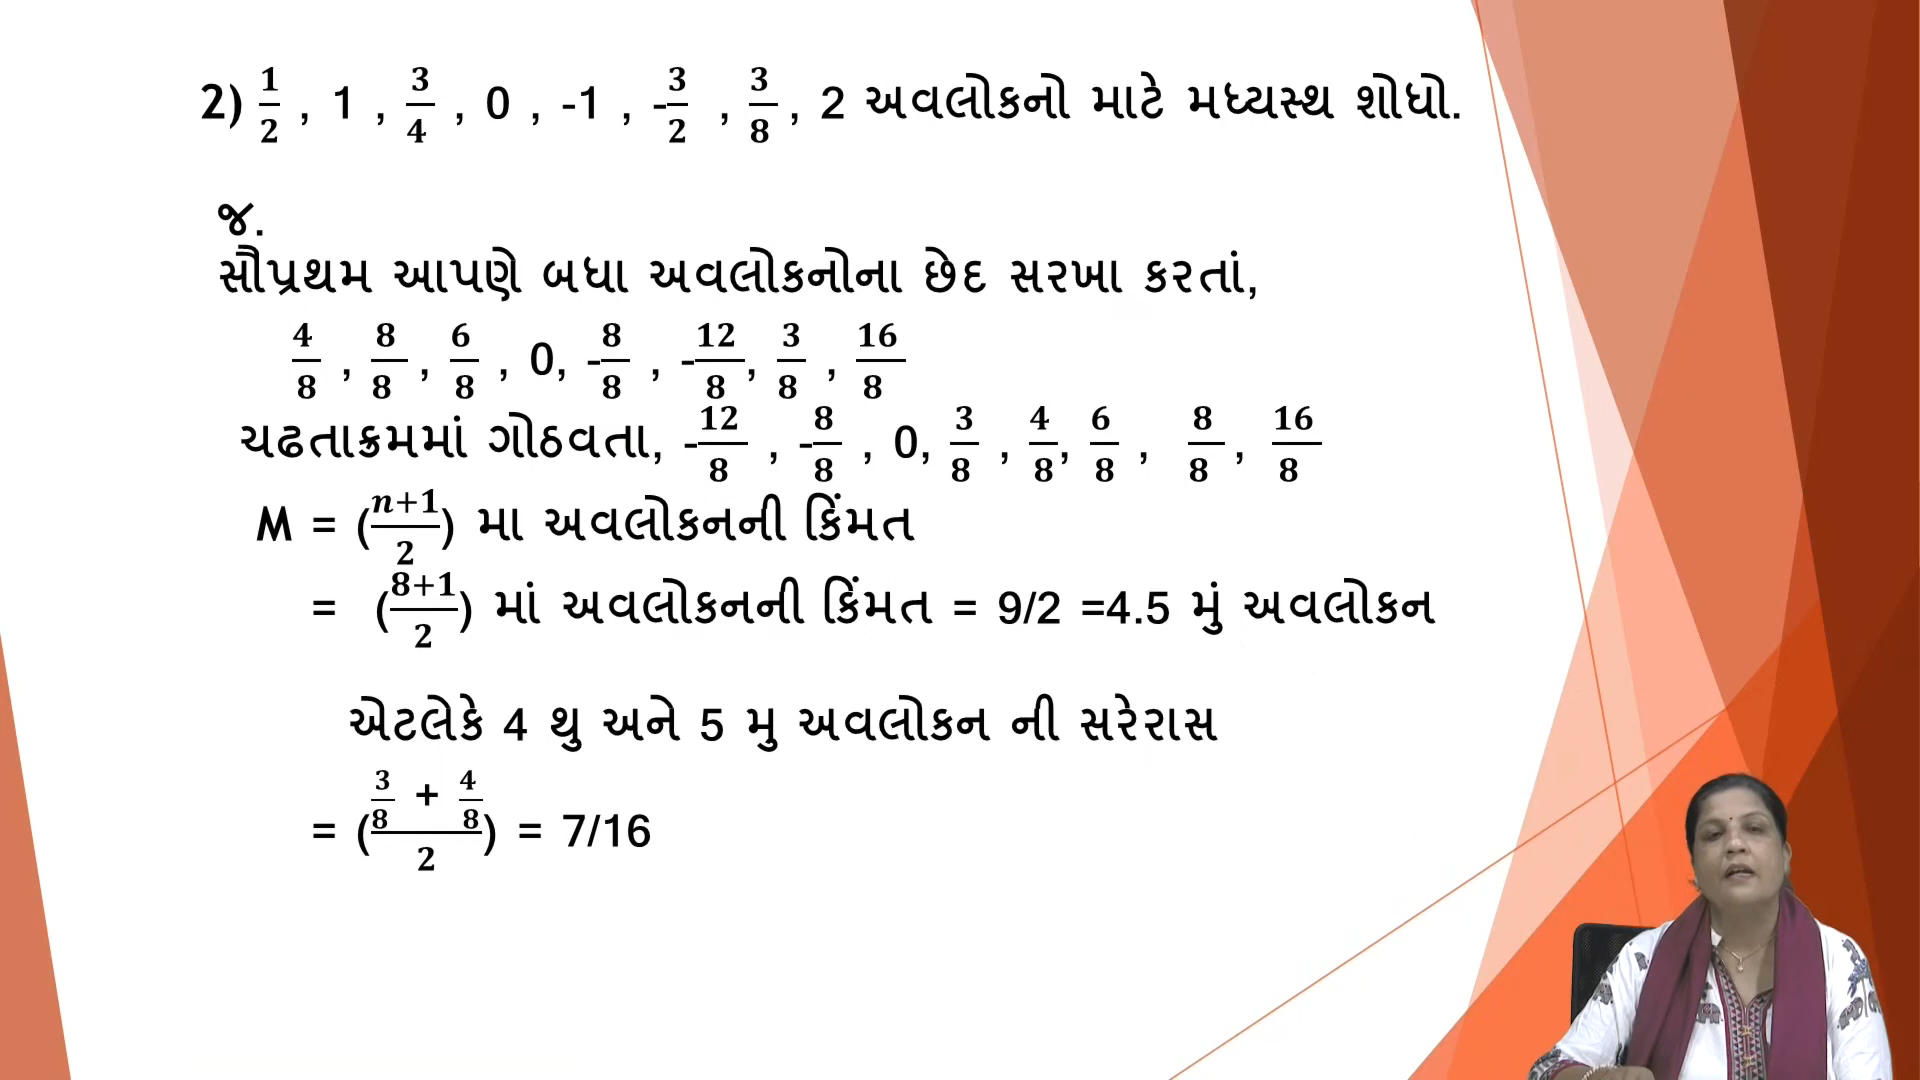 2) 1/2 , 1 , 3/4 , 0 , -1 , -3/2 , 3/8 , 2 અવલોકનો માટે મધ્યસ્થ શોધો.
જ.
સૌપ્રથમ આપણે બધા અવલોકનોના છેદ સરખા કરતાં,
4/8 , 8/8 , 6/8 , 0, -8/8 , -12/8 , 3/8 , 16/8
ચઢતાક્રમમાં ગોઠવતા, -12/8 , -8/8 , 0, 3/8 , 4/8, 6/8 , 8/8 , 16/8
M = (n+1/2) મા અવલોકનની કિંમત
= (8+1/2) માં અવલોકનની કિંમત = 9/2 =4.5 મું અવલોકન
એટલેકે 4 થુ અને 5 મુ અવલોકન ની સરેરાસ
= (3/8 + 4/8 / 2) = 7/16